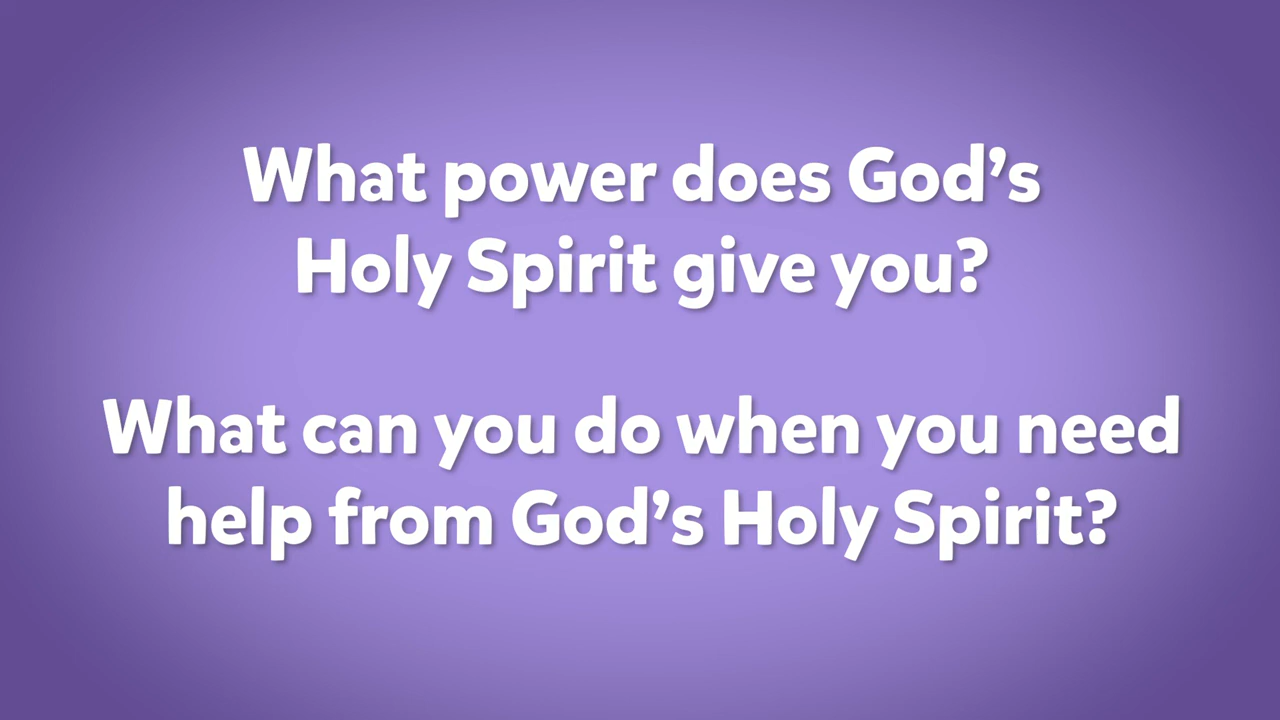 What power does God’s
Holy Spirit give you?
What can you do when you need
help from God’s Holy Spirit?